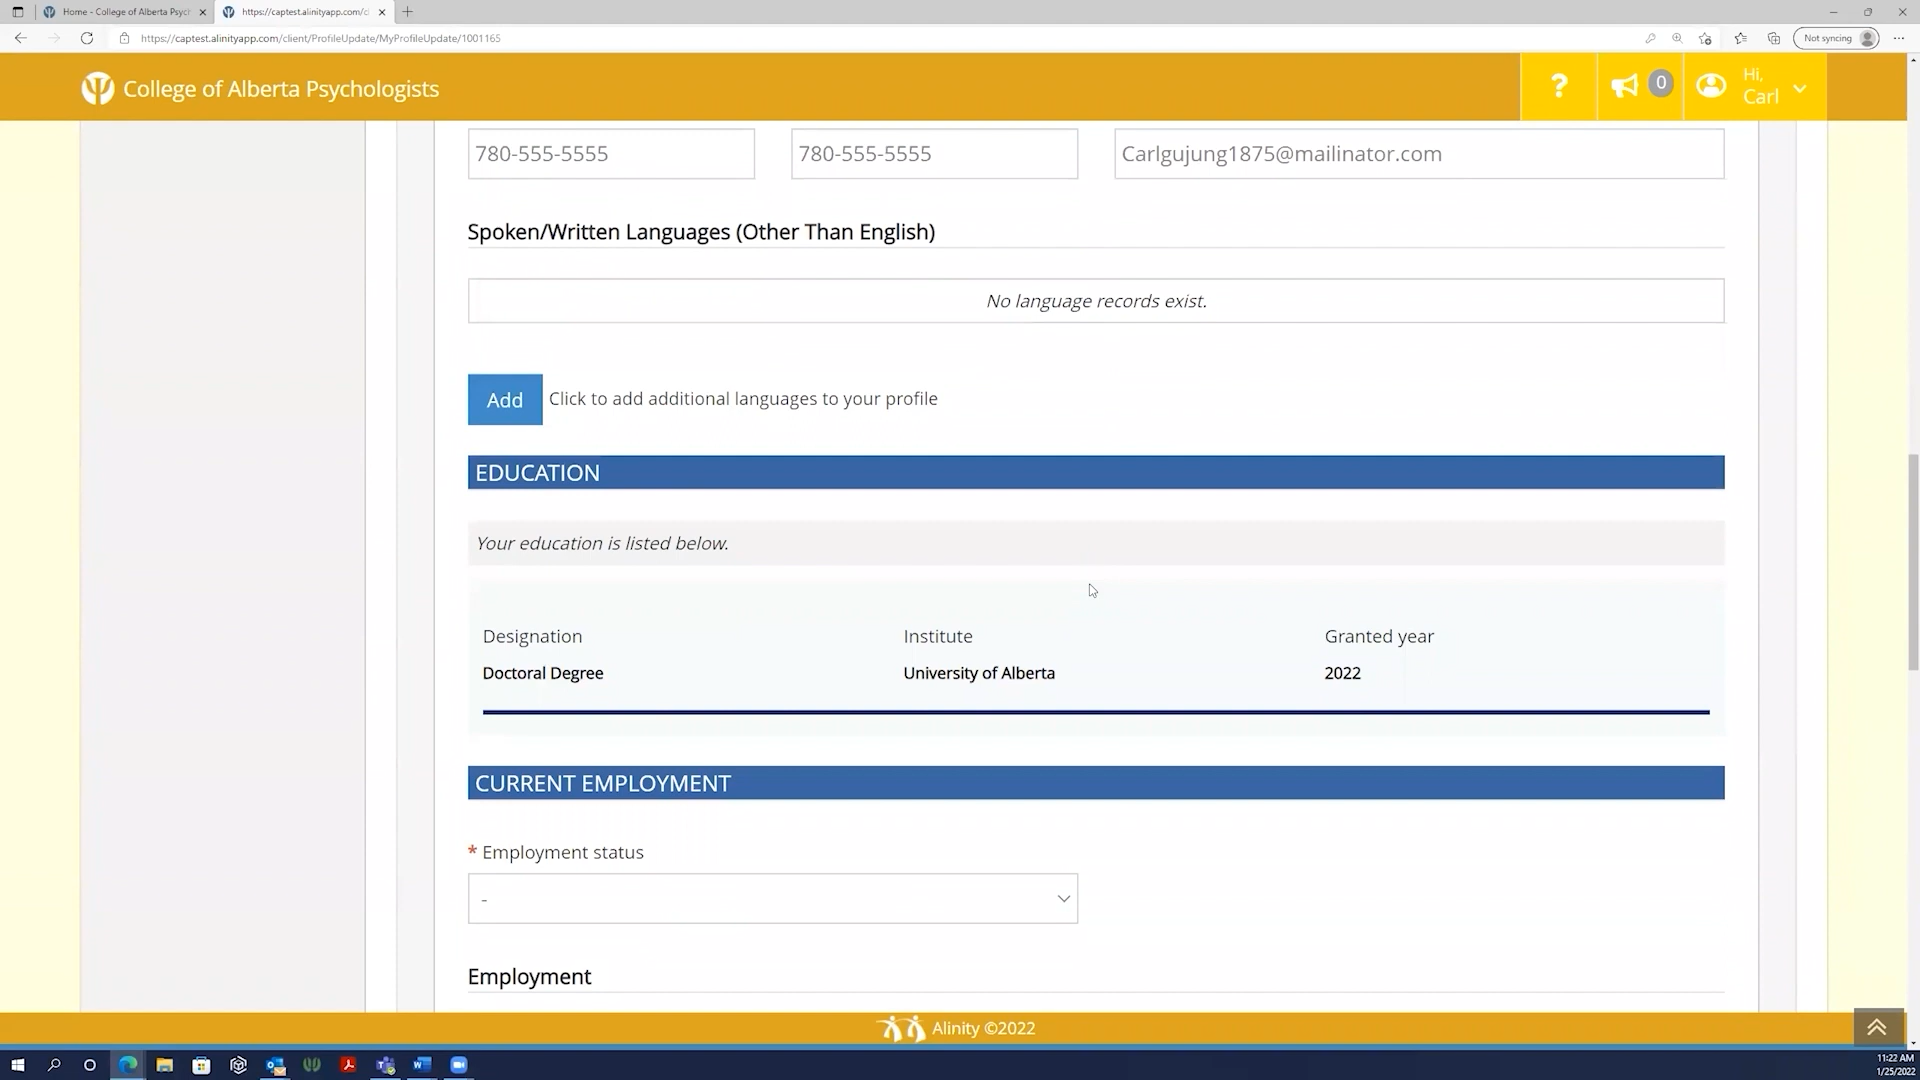 Home - College of Alberta Psych
https://captest.alinityapp.com/cl
https://captest.alinityapp.com/client/ProfileUpdate/MyProfileUpdate/1001165
Not syncing
College of Alberta Psychologists
?
0
Hi,
Carl
780-555-5555
780-555-5555
Carlgujung1875@mailinator.com
Spoken/Written Languages (Other Than English)
No language records exist.
Add
Click to add additional languages to your profile
EDUCATION
Your education is listed below.
Designation
Institute
Granted year
Doctoral Degree
University of Alberta
2022
CURRENT EMPLOYMENT
* Employment status
-
Employment
Alinity ©2022
11:22 AM
1/25/2022